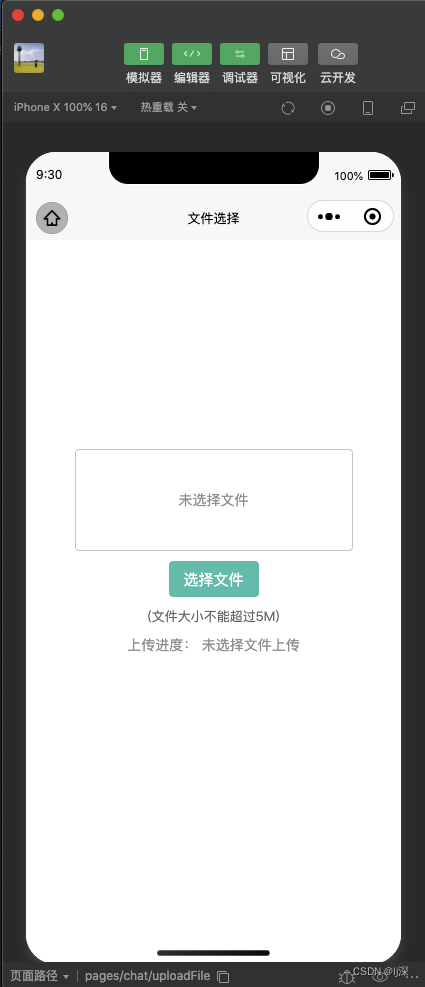 模拟器 编辑器 调试器 可视化 云开发
iPhone X 100% 16 热重载 关
9:30 100%
文件选择
未选择文件
选择文件
(文件大小不能超过5M)
上传进度: 未选择文件上传
页面路径 pages/chat/uploadFile CSDN @lj深